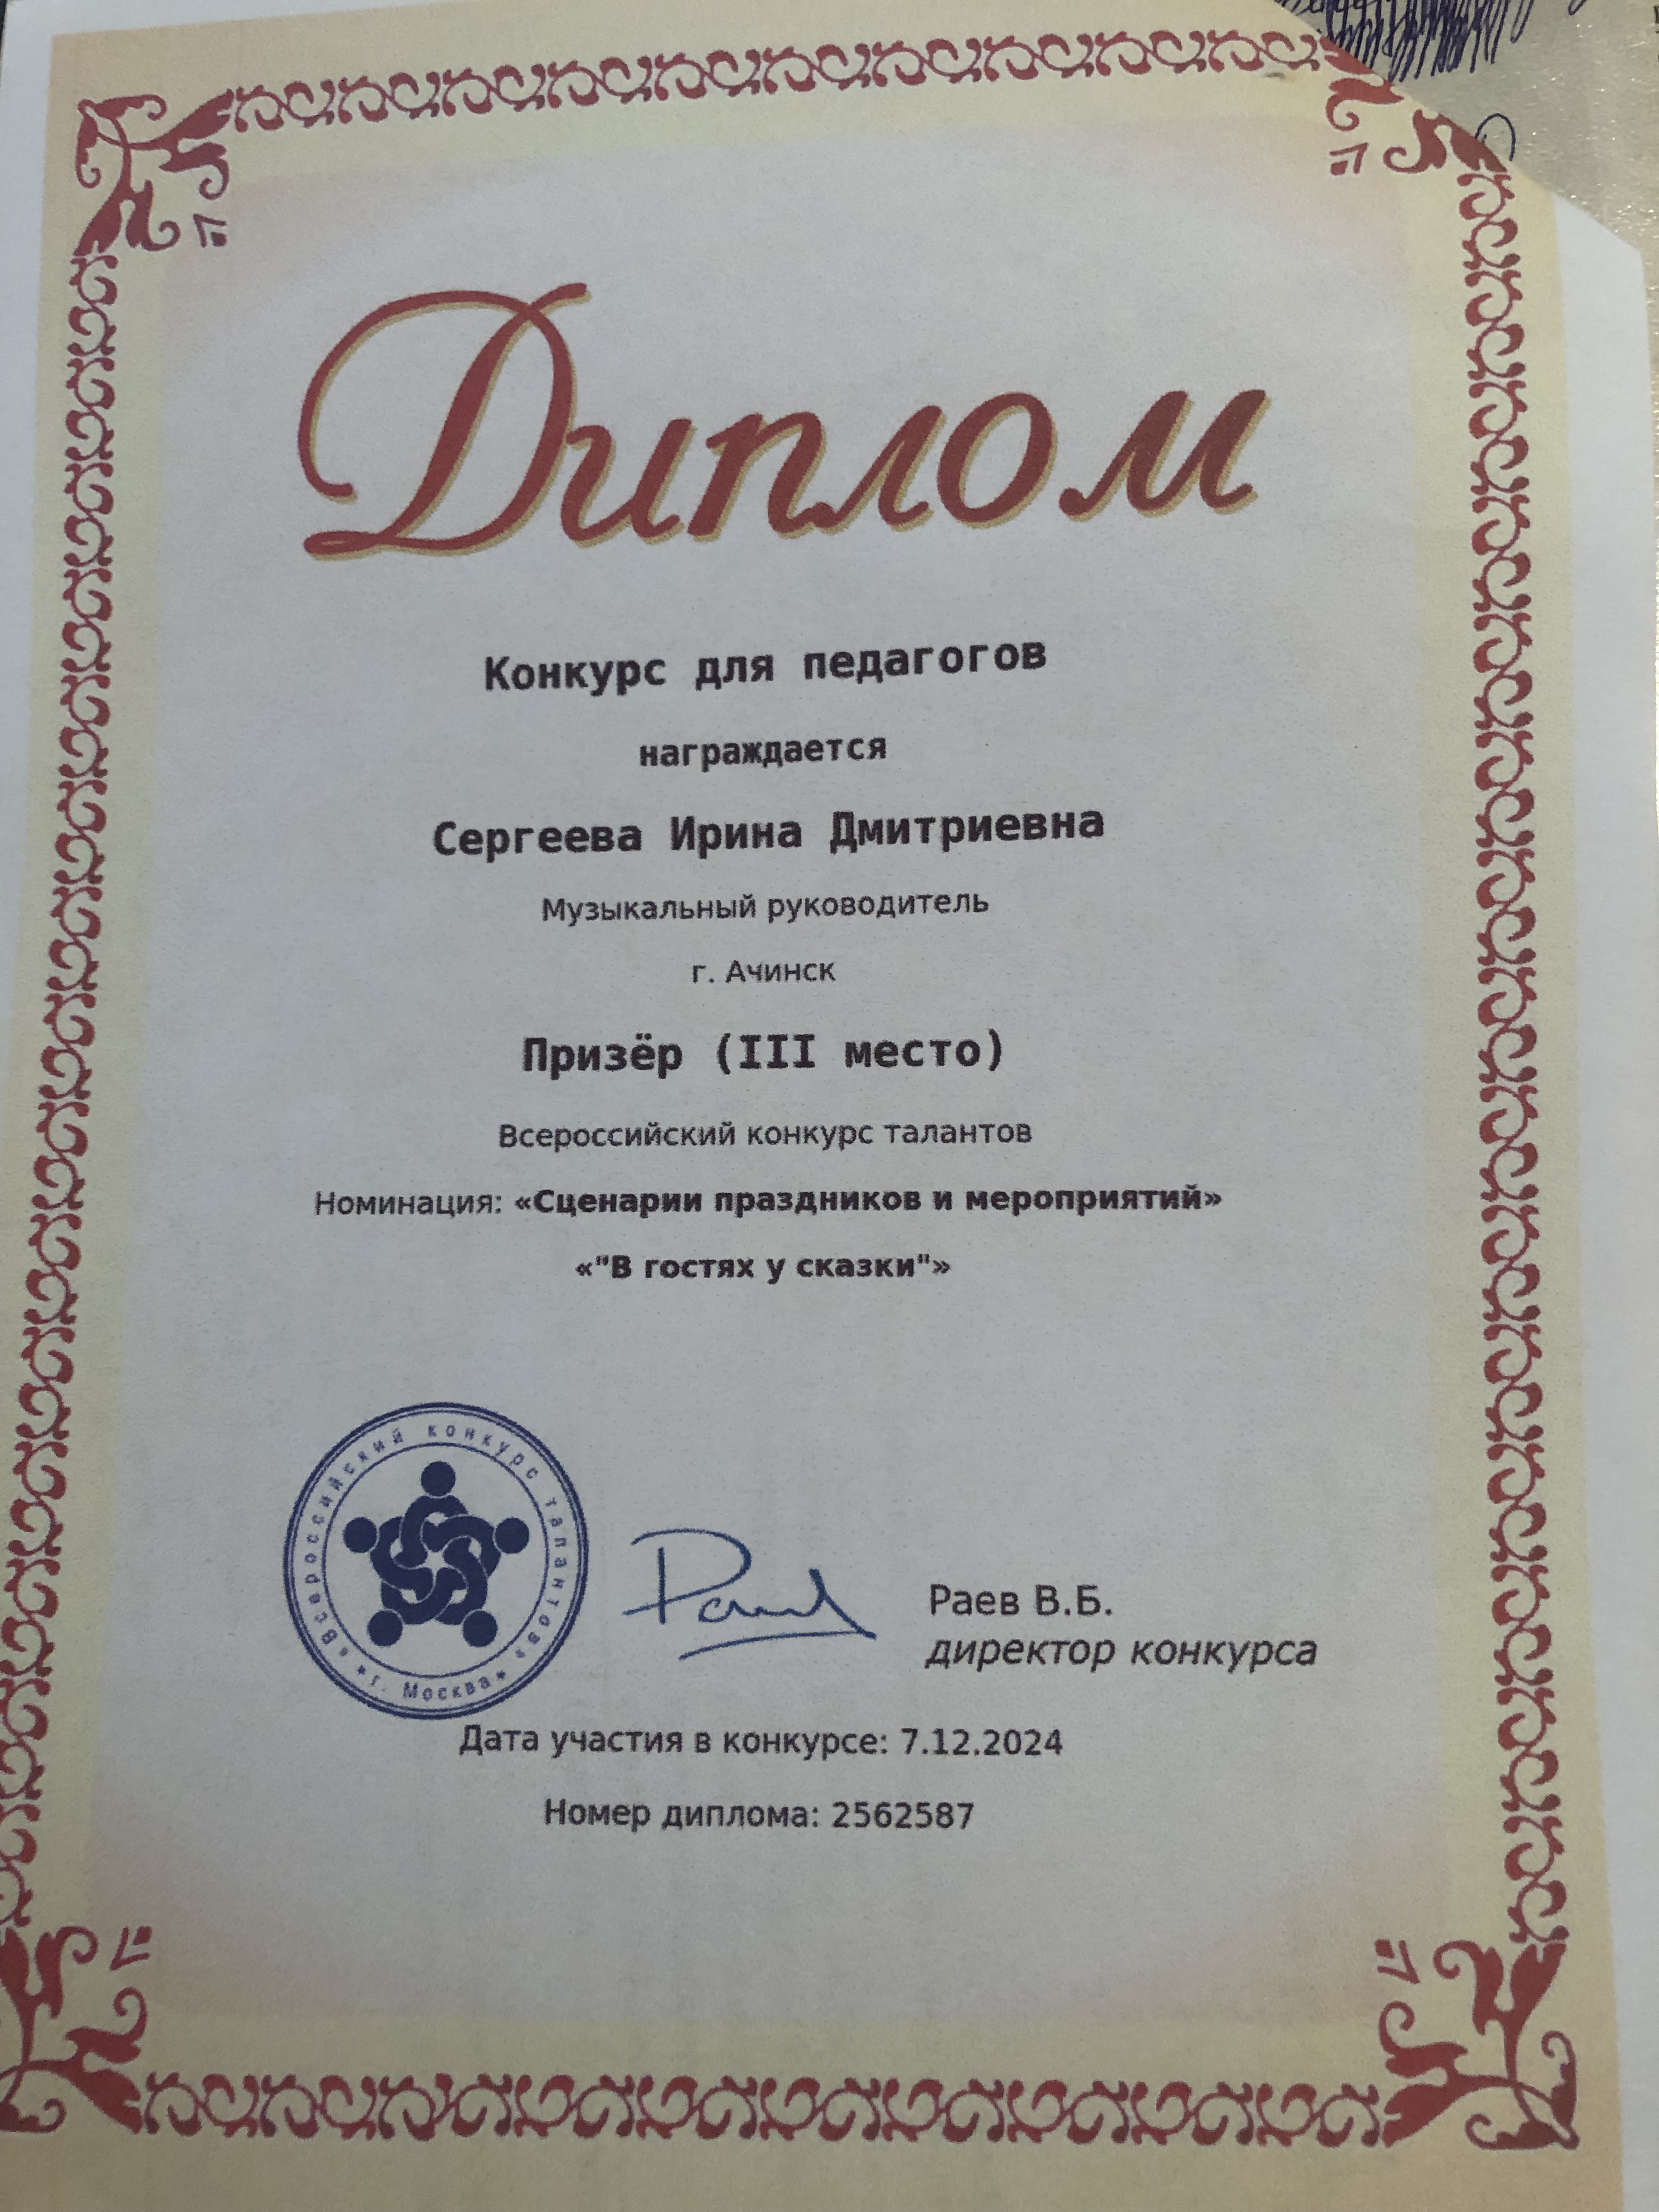 Диплом
Конкурс для педагогов
награждается
Сергеева Ирина Дмитриевна
Музыкальный руководитель
г. Ачинск
Призёр (III место)
Всероссийский конкурс талантов
Номинация: «Сценарии праздников и мероприятий»
«"В гостях у сказки"»
«Всероссийский конкурс талантов»
г. Москва
Раев В.Б.
директор конкурса
Дата участия в конкурсе: 7.12.2024
Номер диплома: 2562587